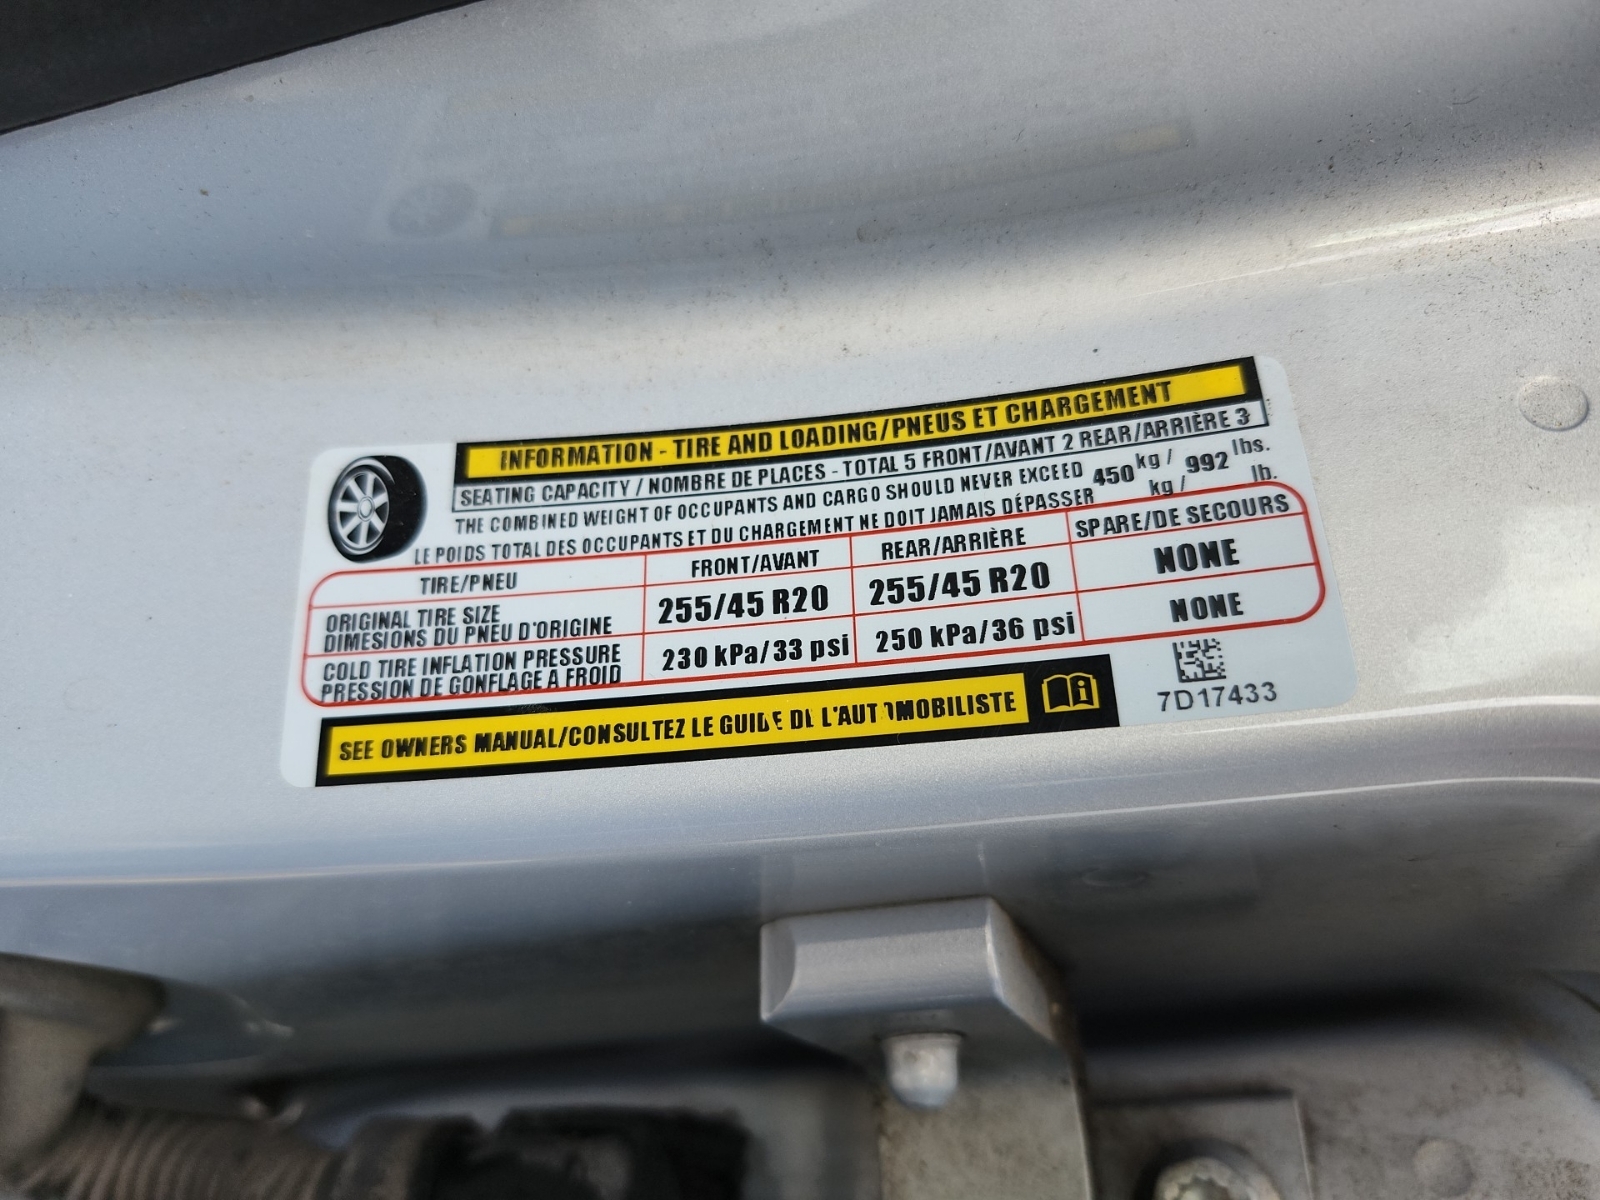 INFORMATION - TIRE AND LOADING/PNEUS ET CHARGEMENT
SEATING CAPACITY / NOMBRE DE PLACES - TOTAL 5 FRONT/AVANT 2 REAR/ARRIÈRE 3
THE COMBINED WEIGHT OF OCCUPANTS AND CARGO SHOULD NEVER EXCEED 450 kg / 992 lbs.
LE POIDS TOTAL DES OCCUPANTS ET DU CHARGEMENT NE DOIT JAMAIS DÉPASSER kg / lb.
TIRE/PNEU FRONT/AVANT REAR/ARRIÈRE SPARE/DE SECOURS
ORIGINAL TIRE SIZE 255/45 R20 255/45 R20 NONE
DIMESIONS DU PNEU D'ORIGINE
COLD TIRE INFLATION PRESSURE 230 kPa/33 psi 250 kPa/36 psi NONE
PRESSION DE GONFLAGE A FROID
SEE OWNERS MANUAL/CONSULTEZ LE GUIDE DE L'AUTOMOBILISTE
7D17433